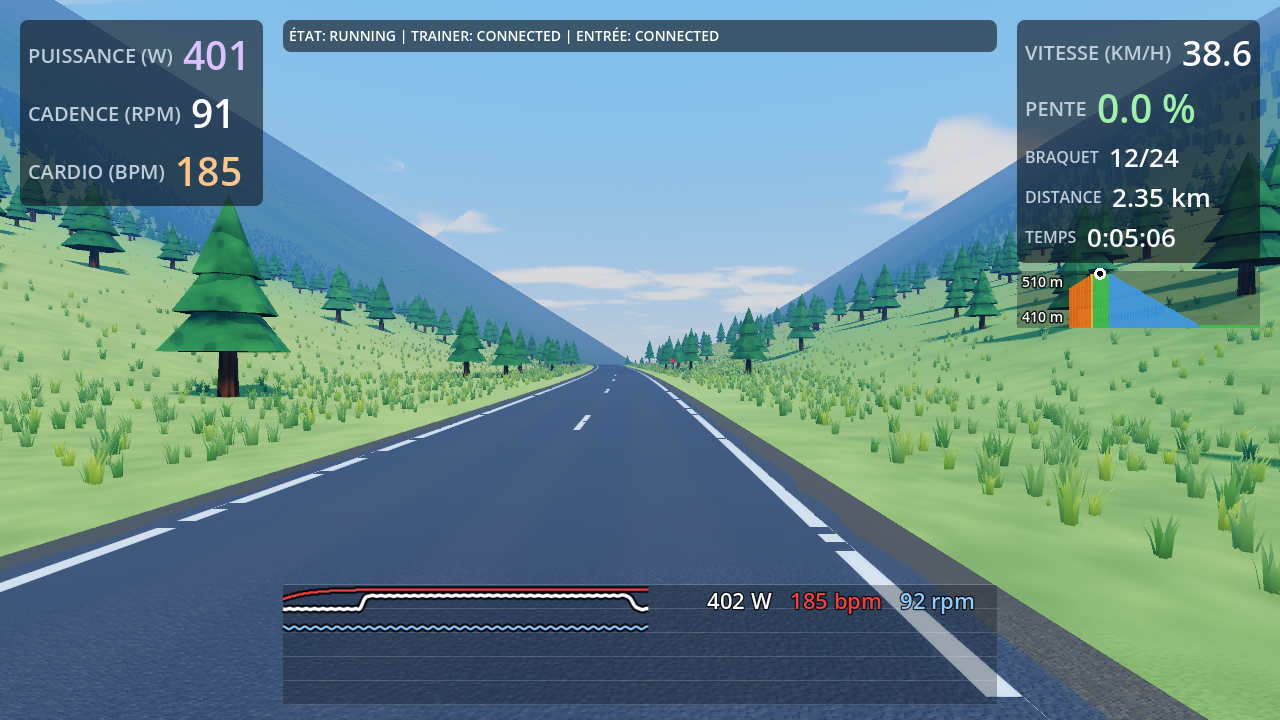 PUISSANCE (W) 401
CADENCE (RPM) 91
CARDIO (BPM) 185
ÉTAT: RUNNING | TRAINER: CONNECTED | ENTRÉE: CONNECTED
VITESSE (KM/H) 38.6
PENTE 0.0 %
BRAQUET 12/24
DISTANCE 2.35 km
TEMPS 0:05:06
510 m
410 m
402 W 185 bpm 92 rpm